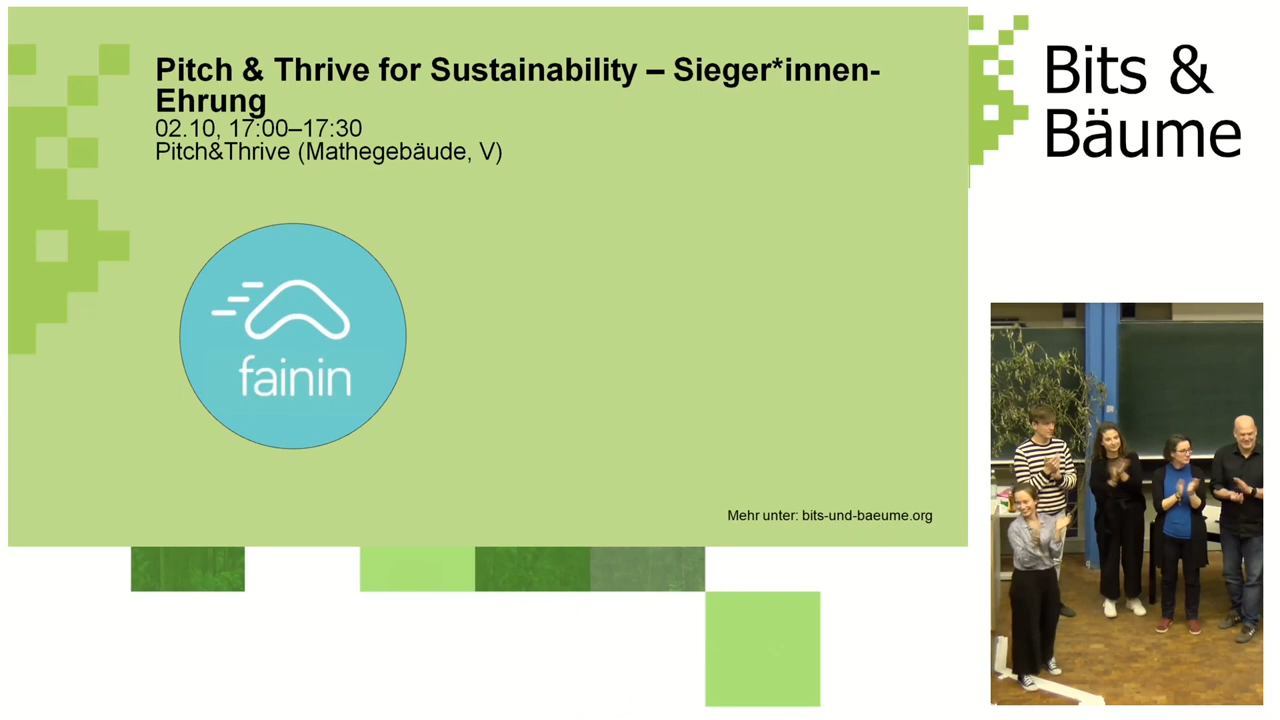 Pitch & Thrive for Sustainability – Sieger*innen-
Ehrung
02.10, 17:00–17:30
Pitch&Thrive (Mathegebäude, V)
fainin
Mehr unter: bits-und-baeume.org
Bits &
Bäume